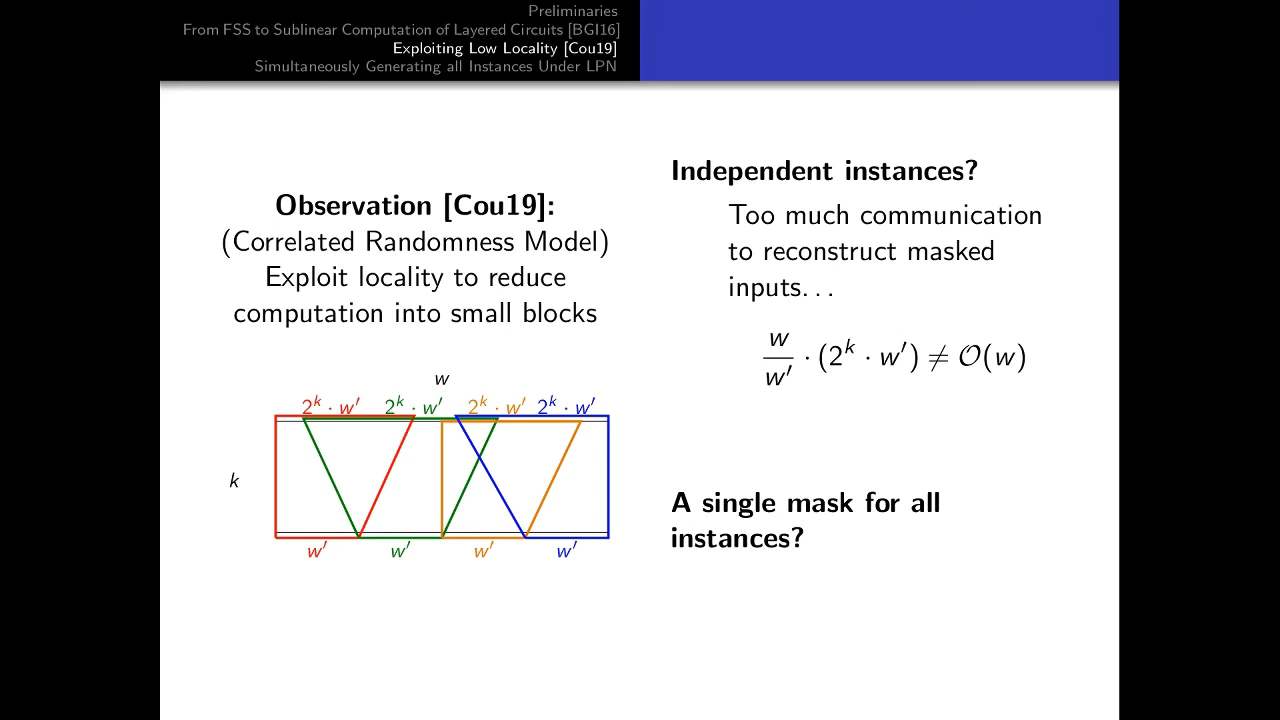 Preliminaries
From FSS to Sublinear Computation of Layered Circuits [BGI16]
Exploiting Low Locality [Cou19]
Simultaneously Generating all Instances Under LPN
Observation [Cou19]:
(Correlated Randomness Model)
Exploit locality to reduce
computation into small blocks
w
2^k · w′ 2^k · w′ 2^k · w′ 2^k · w′
k
w′ w′ w′ w′
Independent instances?
Too much communication
to reconstruct masked
inputs...
w/w′ · (2^k · w′) ≠ O(w)
A single mask for all
instances?